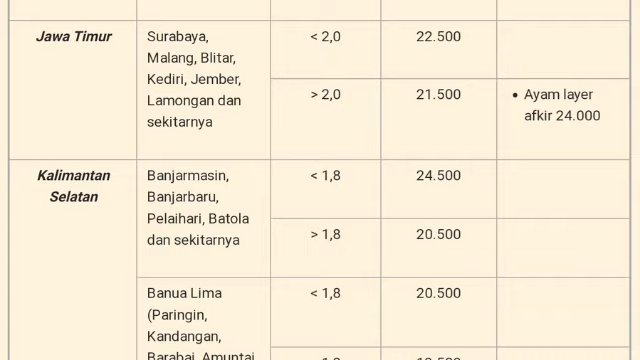 Jawa Timur
Surabaya,
Malang, Blitar,
Kediri, Jember,
Lamongan dan
sekitarnya
< 2,0
22.500
> 2,0
21.500
• Ayam layer
afkir 24.000
Kalimantan
Selatan
Banjarmasin,
Banjarbaru,
Pelaihari, Batola
dan sekitarnya
< 1,8
24.500
> 1,8
20.500
Banua Lima
(Paringin,
Kandangan,
Barabai, Amuntai
< 1,8
20.500